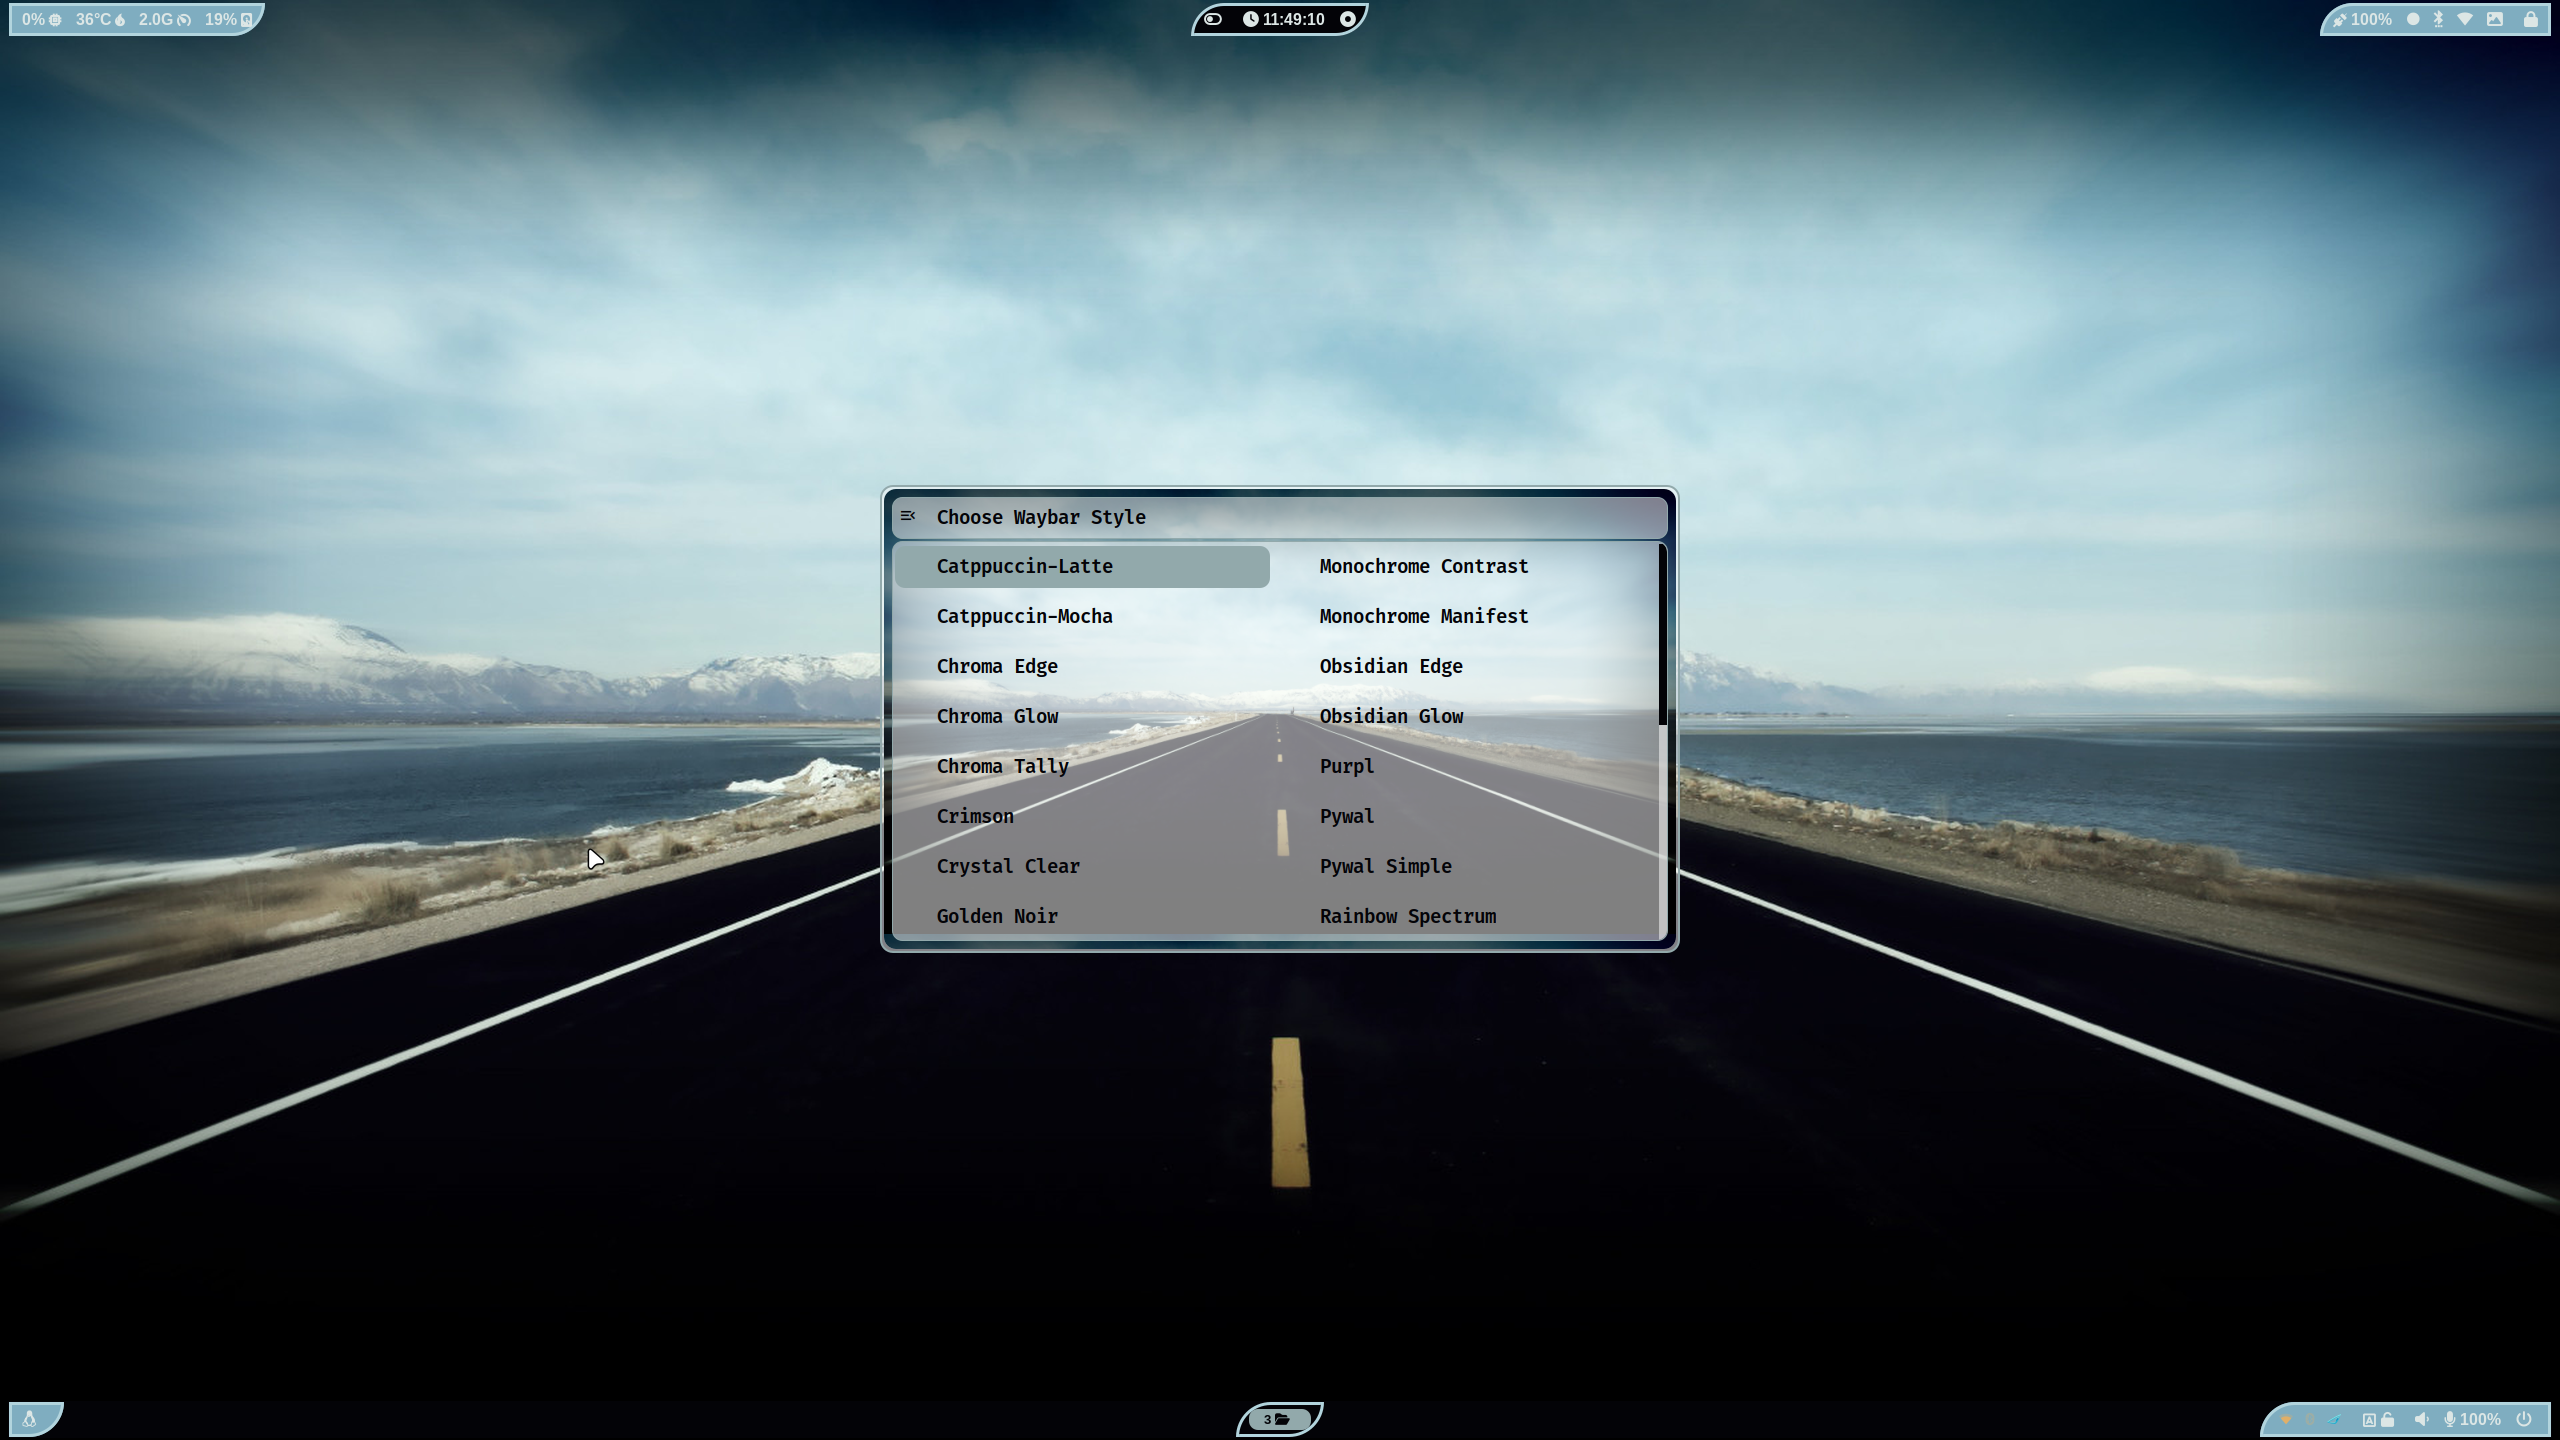 0% 36°C 2.0G 19%
11:49:10
100%
Choose Waybar Style
Catppuccin-Latte
Catppuccin-Mocha
Chroma Edge
Chroma Glow
Chroma Tally
Crimson
Crystal Clear
Golden Noir
Monochrome Contrast
Monochrome Manifest
Obsidian Edge
Obsidian Glow
Purpl
Pywal
Pywal Simple
Rainbow Spectrum
3
A 100%